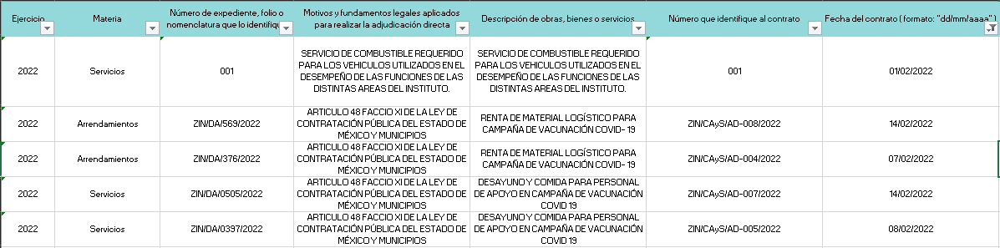 Ejercicio
Materia
Número de expediente, folo o
nomenclatura que lo identifiqu
Motivos y fundamentos legales aplicados
para realizar la adjudicación directa
Descripción de obras, bienes o servicios
Número que identifique al contrato
Fecha del contrato ( formato: "dd/mm/aaaa" )
2022
Servicios
001
SERVICIO DE COMBUSTIBLE REQUERIDO
PARA LOS VEHICULOS UTILIZADOS EN EL
DESEMPEÑO DE LAS FUNCIONES DE LAS
DISTINTAS AREAS DEL INSTITUTO.
SERVICIO DE COMBUSTIBLE REQUERIDO
PARA LOS VEHICULOS UTILIZADOS EN EL
DESEMPEÑO DE LAS FUNCIONES DE LAS
DISTINTAS AREAS DEL INSTITUTO.
001
01/02/2022
2022
Arrendamientos
ZIN/DA/569/2022
ARTICULO 48 FACCIO XI DE LA LEY DE
CONTRATACIÓN PÚBLICA DEL ESTADO DE
MÉXICO Y MUNICIPIOS
RENTA DE MATERIAL LOGÍSTICO PARA
CAMPAÑA DE VACUNACIÓN COVID- 19
ZIN/CAyS/AD-008/2022
14/02/2022
2022
Arrendamientos
ZIN/DA/376/2022
ARTICULO 48 FACCIO XI DE LA LEY DE
CONTRATACIÓN PÚBLICA DEL ESTADO DE
MÉXICO Y MUNICIPIOS
RENTA DE MATERIAL LOGÍSTICO PARA
CAMPAÑA DE VACUNACIÓN COVID- 19
ZIN/CAyS/AD-004/2022
07/02/2022
2022
Servicios
ZIN/DA/0505/2022
ARTICULO 48 FACCIO XI DE LA LEY DE
CONTRATACIÓN PÚBLICA DEL ESTADO DE
MÉXICO Y MUNICIPIOS
DESAYUNO Y COMIDA PARA PERSONAL
DE APOYO EN CAMPAÑA DE VACUNACIÓN
COVID 19
ZIN/CAyS/AD-007/2022
14/02/2022
2022
Servicios
ZIN/DA/0397/2022
ARTICULO 48 FACCIO XI DE LA LEY DE
CONTRATACIÓN PÚBLICA DEL ESTADO DE
MÉXICO Y MUNICIPIOS
DESAYUNO Y COMIDA PARA PERSONAL
DE APOYO EN CAMPAÑA DE VACUNACIÓN
COVID 19
ZIN/CAyS/AD-005/2022
08/02/2022